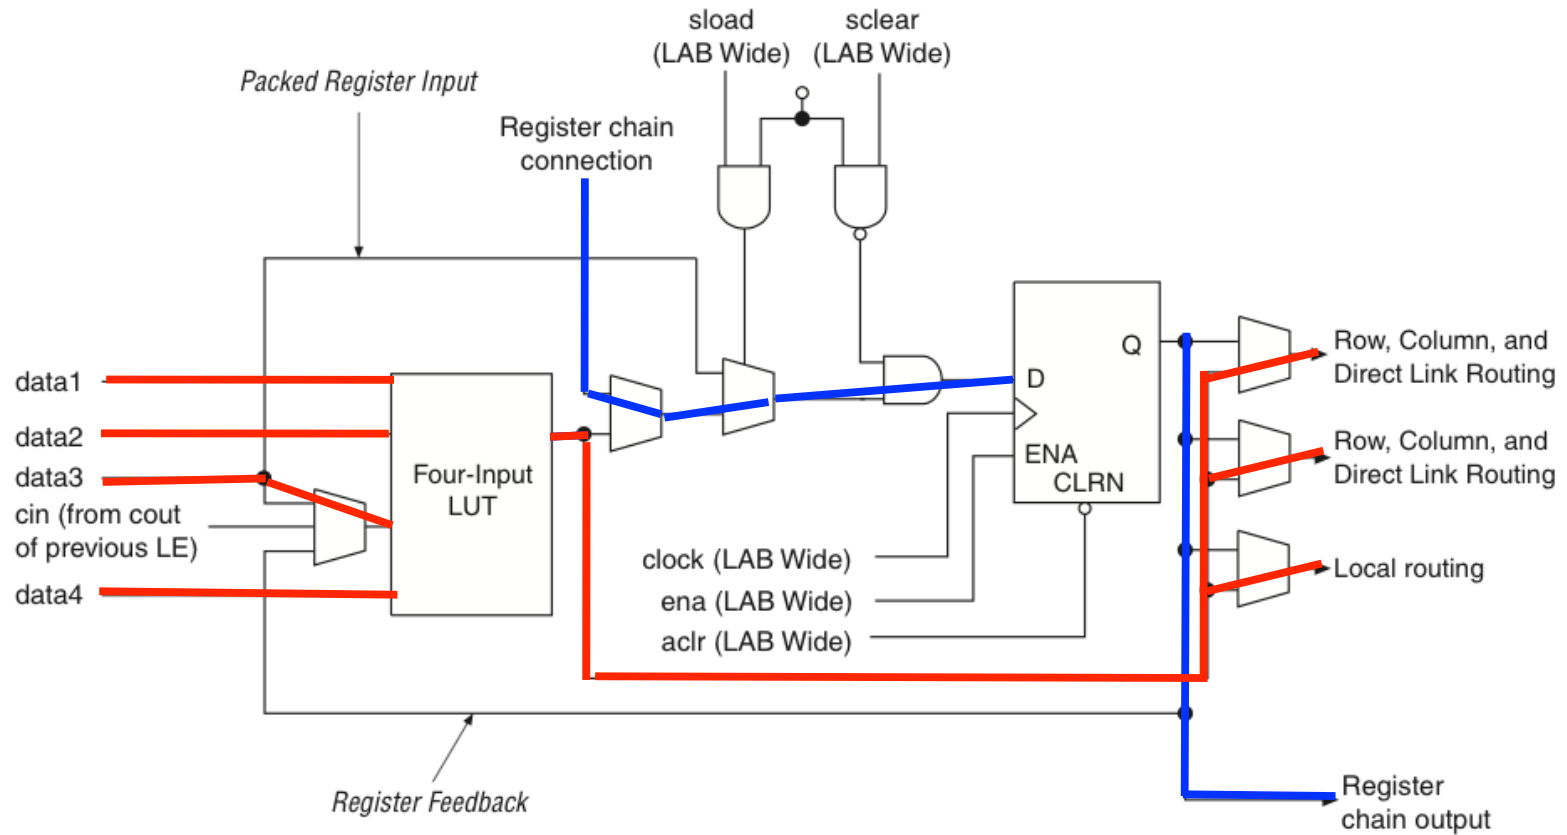 sload
(LAB Wide)
sclear
(LAB Wide)
Packed Register Input
Register chain
connection
data1
data2
data3
cin (from cout
of previous LE)
data4
Four-Input
LUT
D
Q
ENA
CLRN
clock (LAB Wide)
ena (LAB Wide)
aclr (LAB Wide)
Row, Column, and
Direct Link Routing
Row, Column, and
Direct Link Routing
Local routing
Register Feedback
Register
chain output